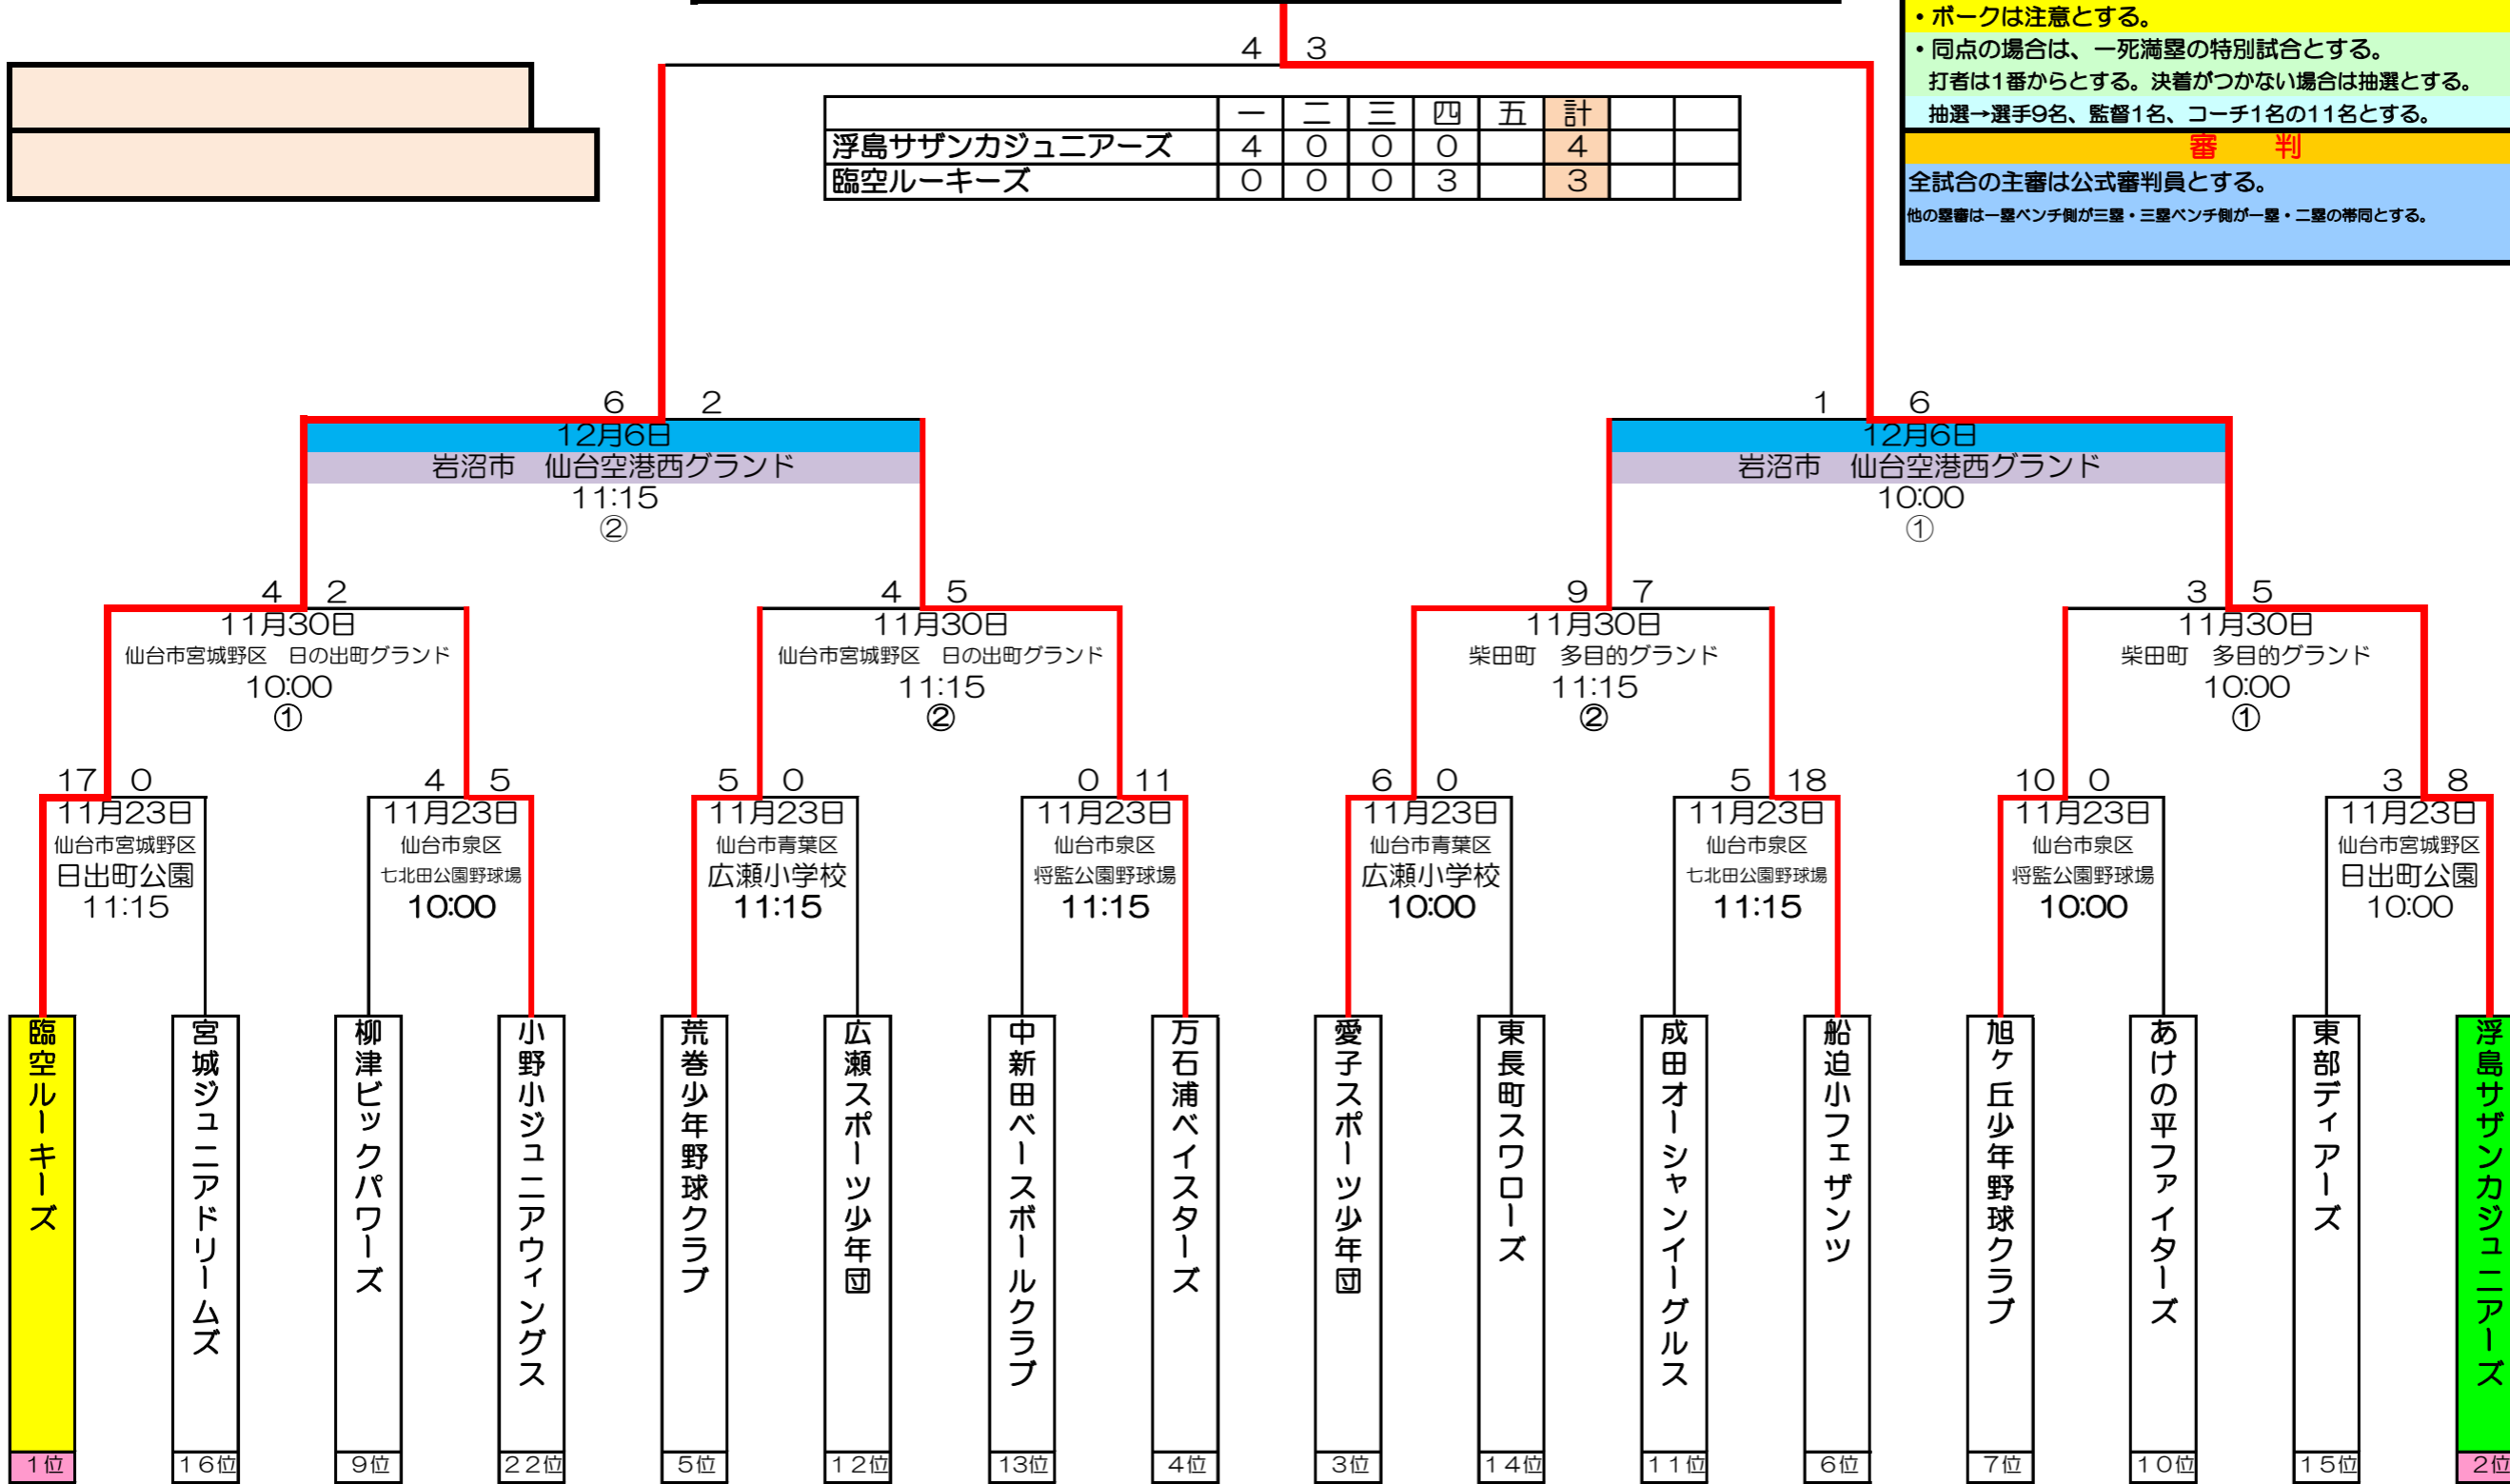 ・ボークは注意とする。
・同点の場合は、一死満塁の特別試合とする。
打者は1番からとする。決着がつかない場合は抽選とする。
抽選→選手9名、監督1名、コーチ1名の11名とする。
審　判
全試合の主審は公式審判員とする。
他の塁審は一塁ベンチ側が三塁・三塁ベンチ側が一塁・二塁の帯同とする。
4 3
一 二 三 四 五 計
浮島サザンカジュニアーズ 4 0 0 0 4
臨空ルーキーズ 0 0 0 3 3
6 2
12月6日
岩沼市　仙台空港西グランド
11:15
②
1 6
12月6日
岩沼市　仙台空港西グランド
10:00
①
4 2
11月30日
仙台市宮城野区　日の出町グランド
10:00
①
4 5
11月30日
仙台市宮城野区　日の出町グランド
11:15
②
9 7
11月30日
柴田町　多目的グランド
11:15
②
3 5
11月30日
柴田町　多目的グランド
10:00
①
17 0
11月23日
仙台市宮城野区
日出町公園
11:15
4 5
11月23日
仙台市泉区
七北田公園野球場
10:00
5 0
11月23日
仙台市青葉区
広瀬小学校
11:15
0 11
11月23日
仙台市泉区
将監公園野球場
11:15
6 0
11月23日
仙台市青葉区
広瀬小学校
10:00
5 18
11月23日
仙台市泉区
七北田公園野球場
11:15
10 0
11月23日
仙台市泉区
将監公園野球場
10:00
3 8
11月23日
仙台市宮城野区
日出町公園
10:00
臨空ルーキーズ
1位
宮城ジュニアドリームズ
16位
柳津ビックパワーズ
9位
小野小ジュニアウィングス
22位
荒巻少年野球クラブ
5位
広瀬スポーツ少年団
12位
中新田ベースボールクラブ
13位
万石浦ベイスターズ
4位
愛子スポーツ少年団
3位
東長町スワローズ
14位
成田オーシャンイーグルス
11位
船迫小フェザンツ
6位
旭ケ丘少年野球クラブ
7位
あけの平ファイターズ
10位
東部ディアーズ
15位
浮島サザンカジュニアーズ
2位